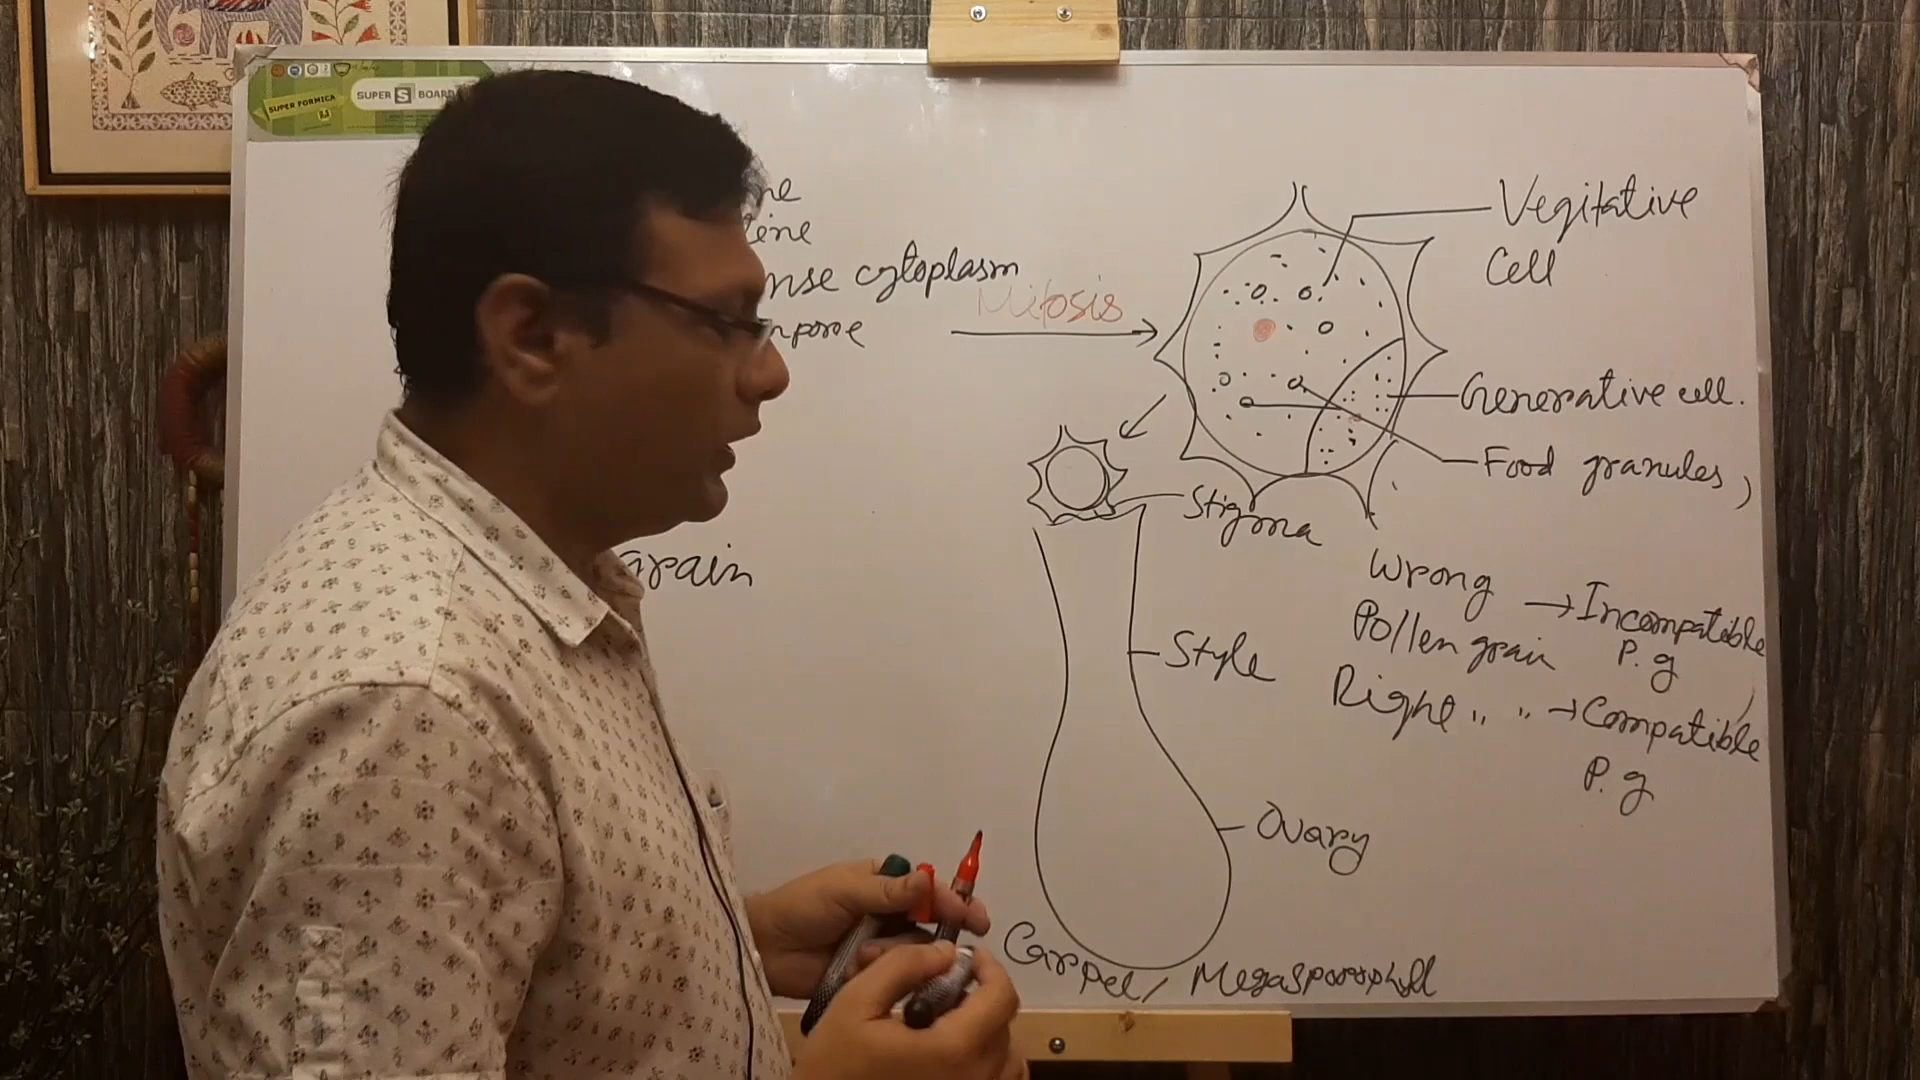 SUPER FORMICA
SUPER S BOARD
ne
tine
nse cytoplasm
Mitosis
npore
grain
Vegitative
Cell
Generative cell.
Food granules,
Stigma
Style
Ovary
Carpel/ Megasporophyll
Wrong
Pollen grain
→ Incompatible
P.g
Right " " → Compatible
P.g